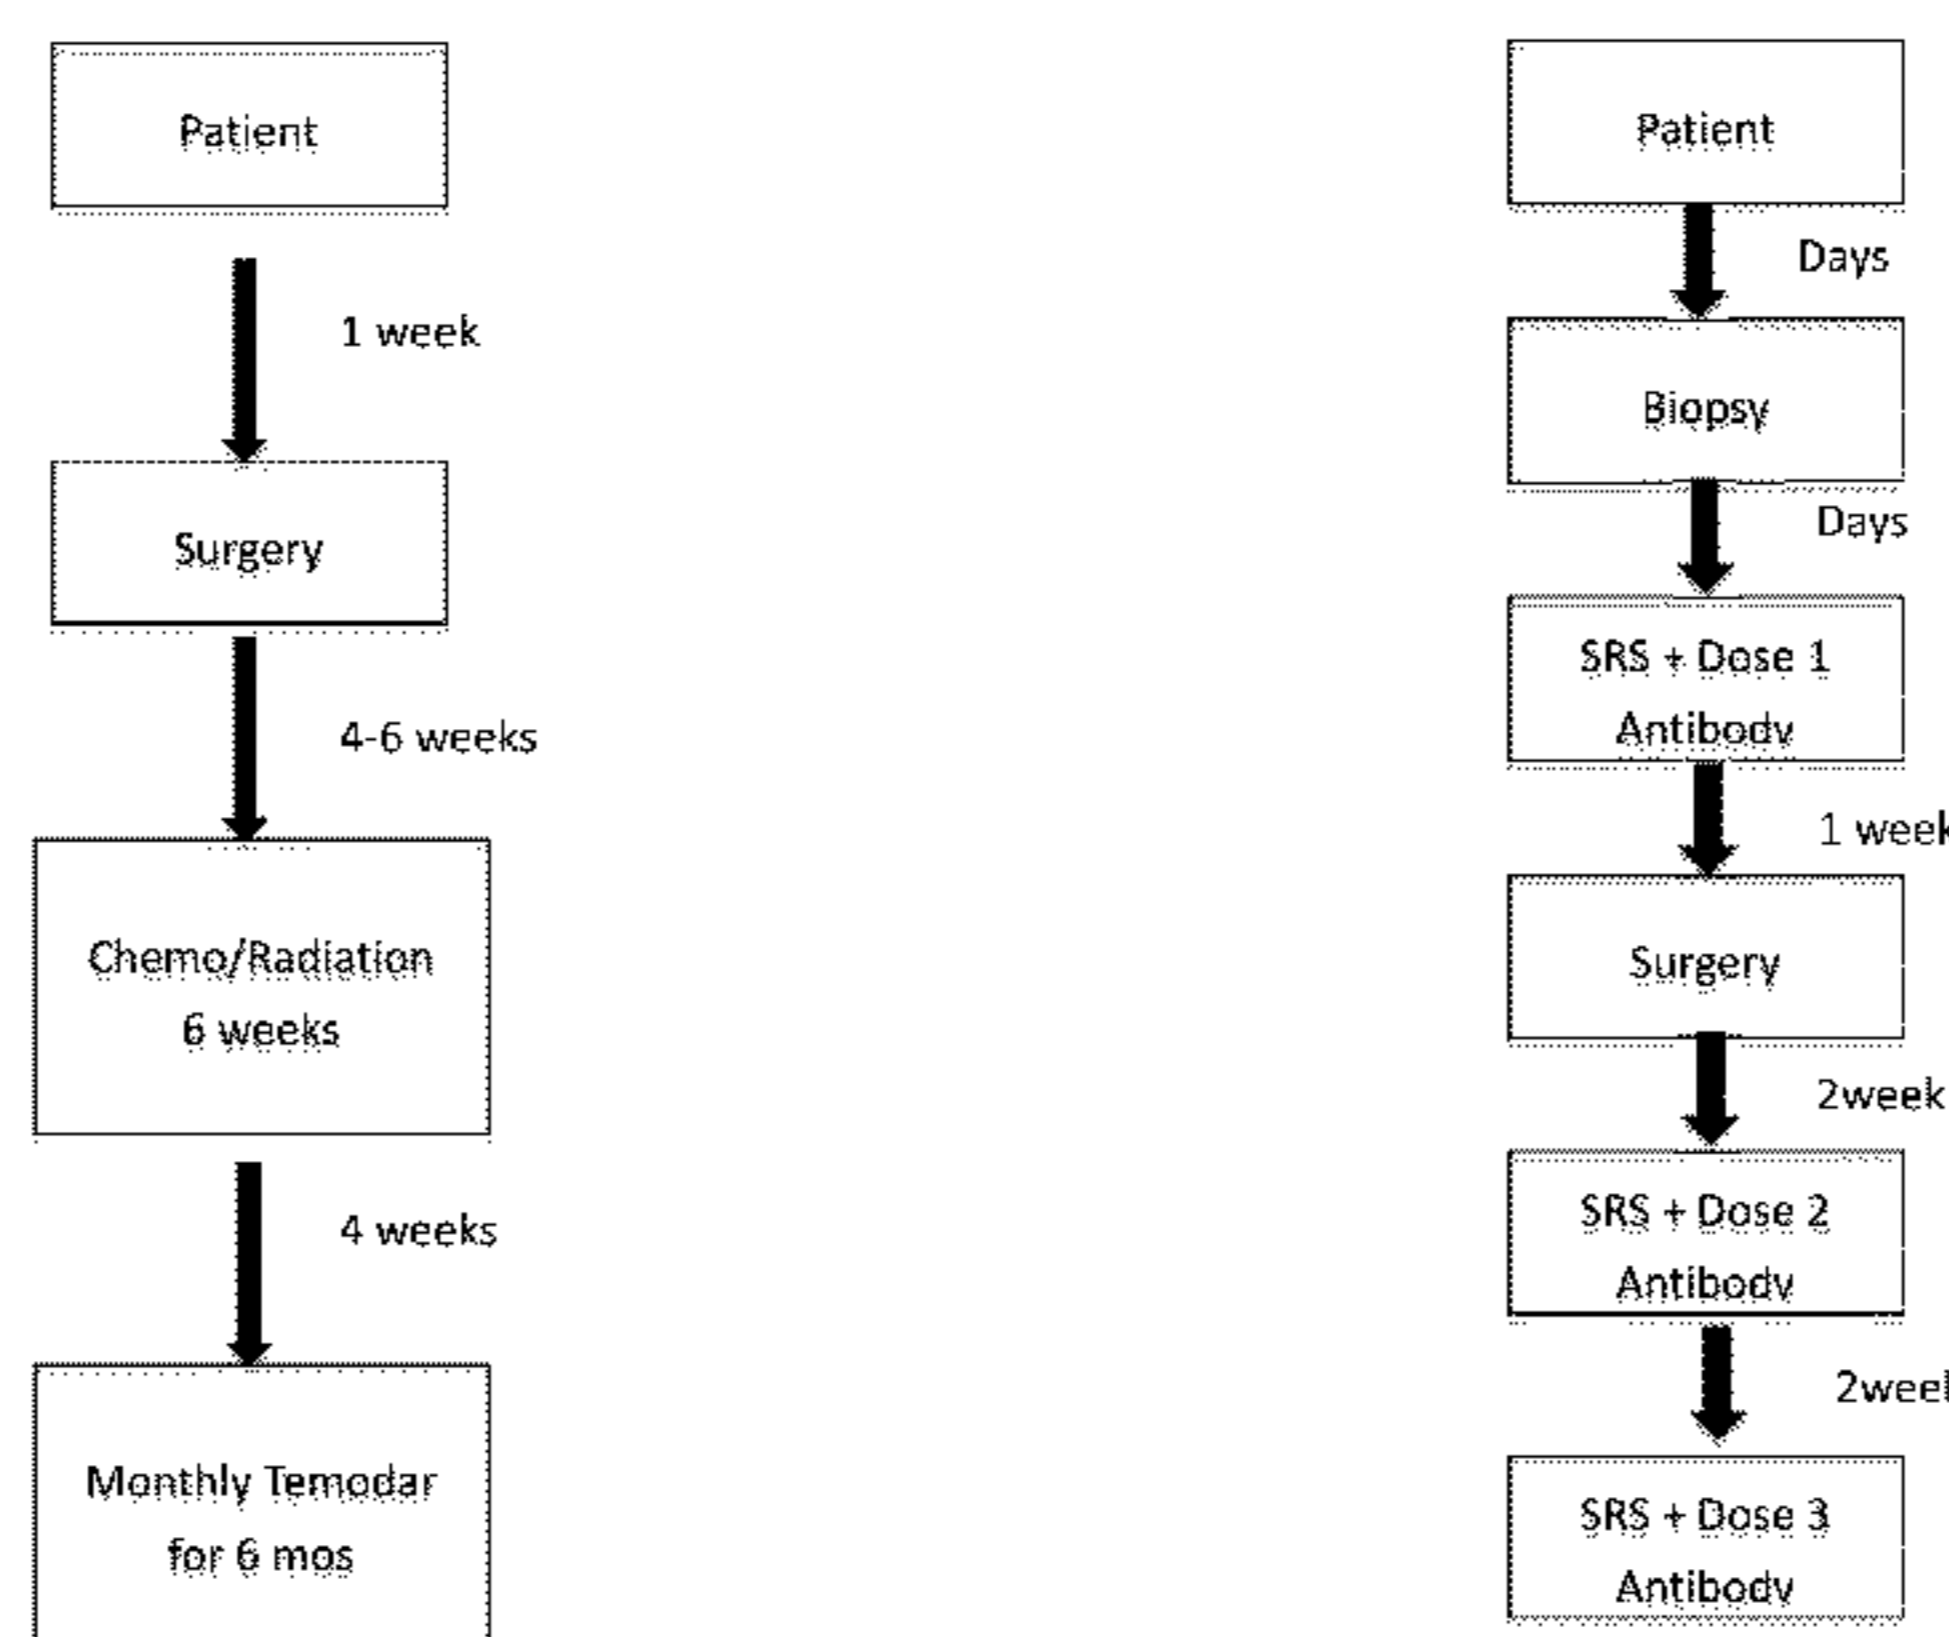 Patient
1 week
Surgery
4-6 weeks
Chemo/Radiation
6 weeks
4 weeks
Monthly Temodar
for 6 mos
Patient
Days
Biopsy
Days
SRS + Dose 1
Antibody
1 week
Surgery
2week
SRS + Dose 2
Antibody
2week
SRS + Dose 3
Antibody